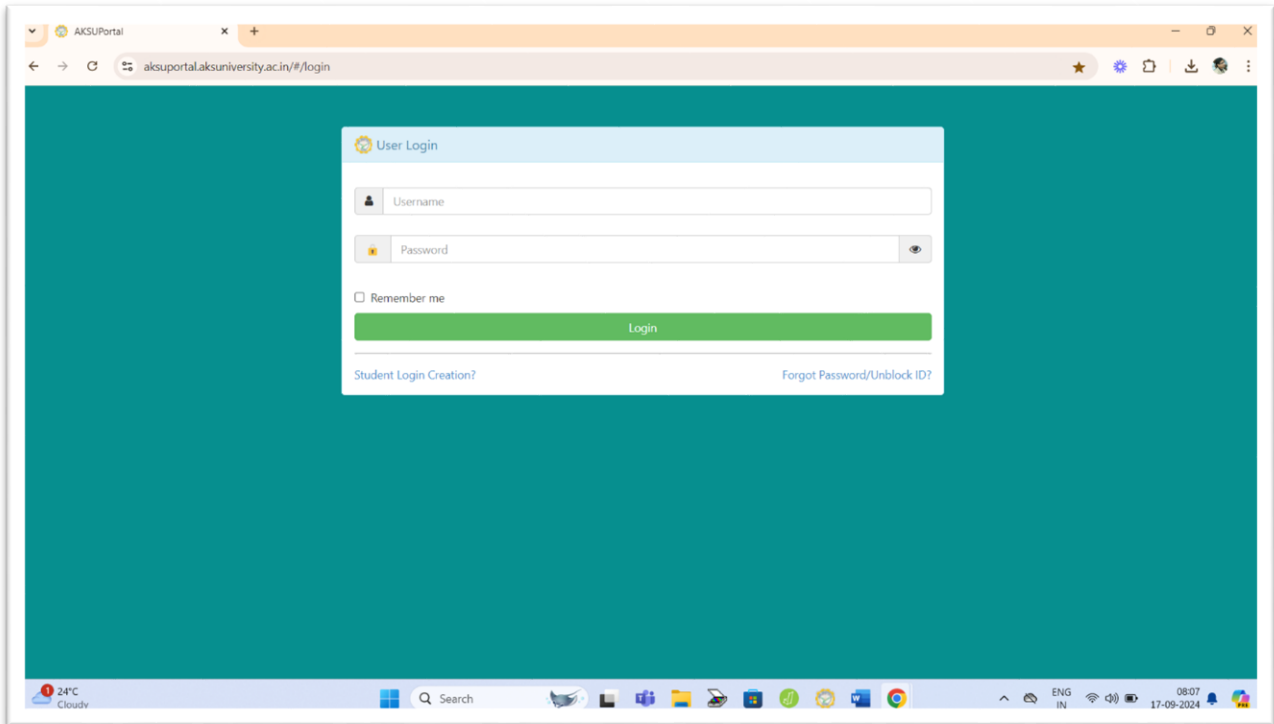 AKSUPortal
aksuportal.aksuniversity.ac.in/#/login
User Login
Username
Password
Remember me
Login
Student Login Creation? Forgot Password/Unblock ID?
1 24°C Search ENG 08:07
Cloudy IN 17-09-2024